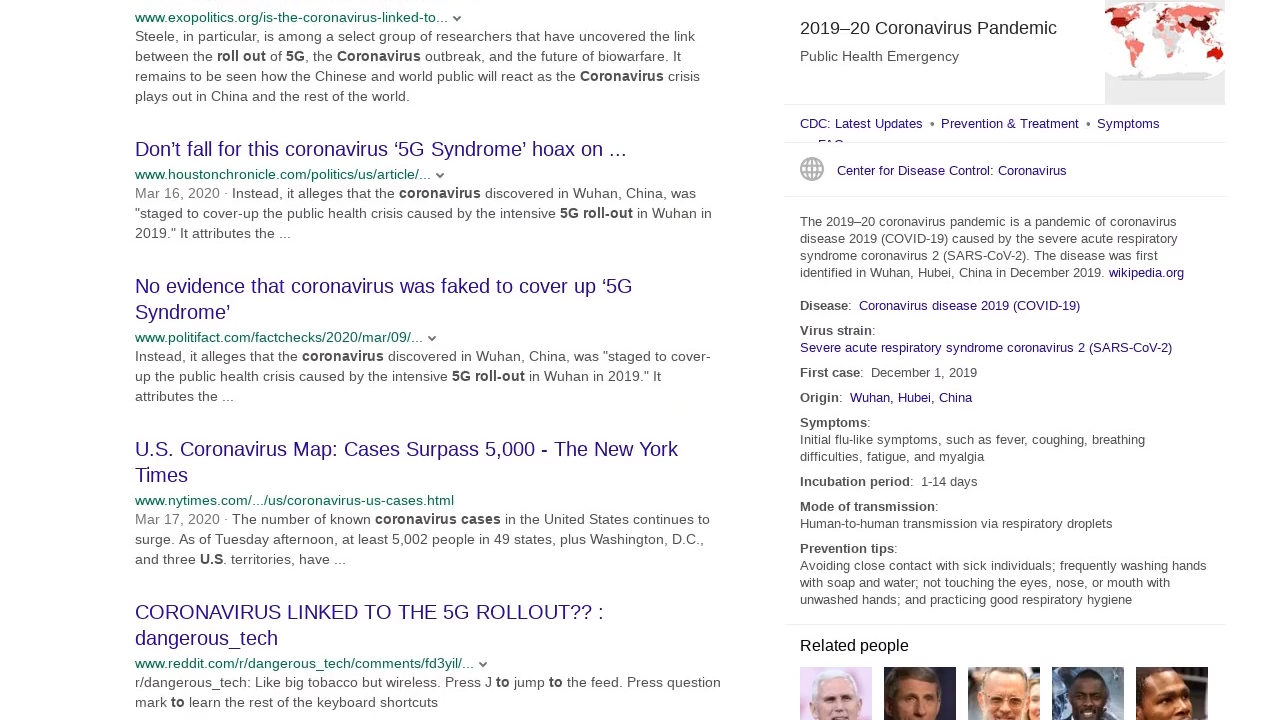 www.exopolitics.org/is-the-coronavirus-linked-to...
Steele, in particular, is among a select group of researchers that have uncovered the link
between the roll out of 5G, the Coronavirus outbreak, and the future of biowarfare. It
remains to be seen how the Chinese and world public will react as the Coronavirus crisis
plays out in China and the rest of the world.
Don’t fall for this coronavirus ‘5G Syndrome’ hoax on ...
www.houstonchronicle.com/politics/us/article/...
Mar 16, 2020 · Instead, it alleges that the coronavirus discovered in Wuhan, China, was
"staged to cover-up the public health crisis caused by the intensive 5G roll-out in Wuhan in
2019." It attributes the ...
No evidence that coronavirus was faked to cover up ‘5G
Syndrome’
www.politifact.com/factchecks/2020/mar/09/...
Instead, it alleges that the coronavirus discovered in Wuhan, China, was "staged to cover-
up the public health crisis caused by the intensive 5G roll-out in Wuhan in 2019." It
attributes the ...
U.S. Coronavirus Map: Cases Surpass 5,000 - The New York
Times
www.nytimes.com/.../us/coronavirus-us-cases.html
Mar 17, 2020 · The number of known coronavirus cases in the United States continues to
surge. As of Tuesday afternoon, at least 5,002 people in 49 states, plus Washington, D.C.,
and three U.S. territories, have ...
CORONAVIRUS LINKED TO THE 5G ROLLOUT?? :
dangerous_tech
www.reddit.com/r/dangerous_tech/comments/fd3yil/...
r/dangerous_tech: Like big tobacco but wireless. Press J to jump to the feed. Press question
mark to learn the rest of the keyboard shortcuts
2019–20 Coronavirus Pandemic
Public Health Emergency
CDC: Latest Updates • Prevention & Treatment • Symptoms
Center for Disease Control: Coronavirus
The 2019–20 coronavirus pandemic is a pandemic of coronavirus
disease 2019 (COVID-19) caused by the severe acute respiratory
syndrome coronavirus 2 (SARS-CoV-2). The disease was first
identified in Wuhan, Hubei, China in December 2019. wikipedia.org
Disease: Coronavirus disease 2019 (COVID-19)
Virus strain:
Severe acute respiratory syndrome coronavirus 2 (SARS-CoV-2)
First case: December 1, 2019
Origin: Wuhan, Hubei, China
Symptoms:
Initial flu-like symptoms, such as fever, coughing, breathing
difficulties, fatigue, and myalgia
Incubation period: 1-14 days
Mode of transmission:
Human-to-human transmission via respiratory droplets
Prevention tips:
Avoiding close contact with sick individuals; frequently washing hands
with soap and water; not touching the eyes, nose, or mouth with
unwashed hands; and practicing good respiratory hygiene
Related people